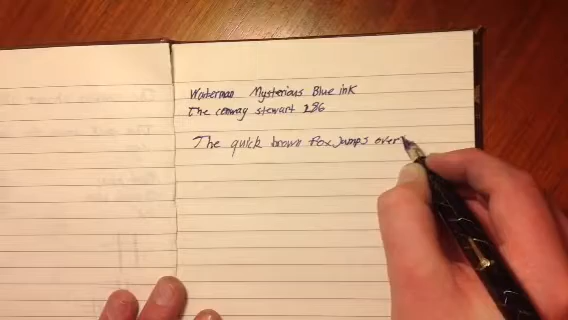 Waterman Mysterious Blue ink
The conway stewart 286
The quick brown fox jumps over